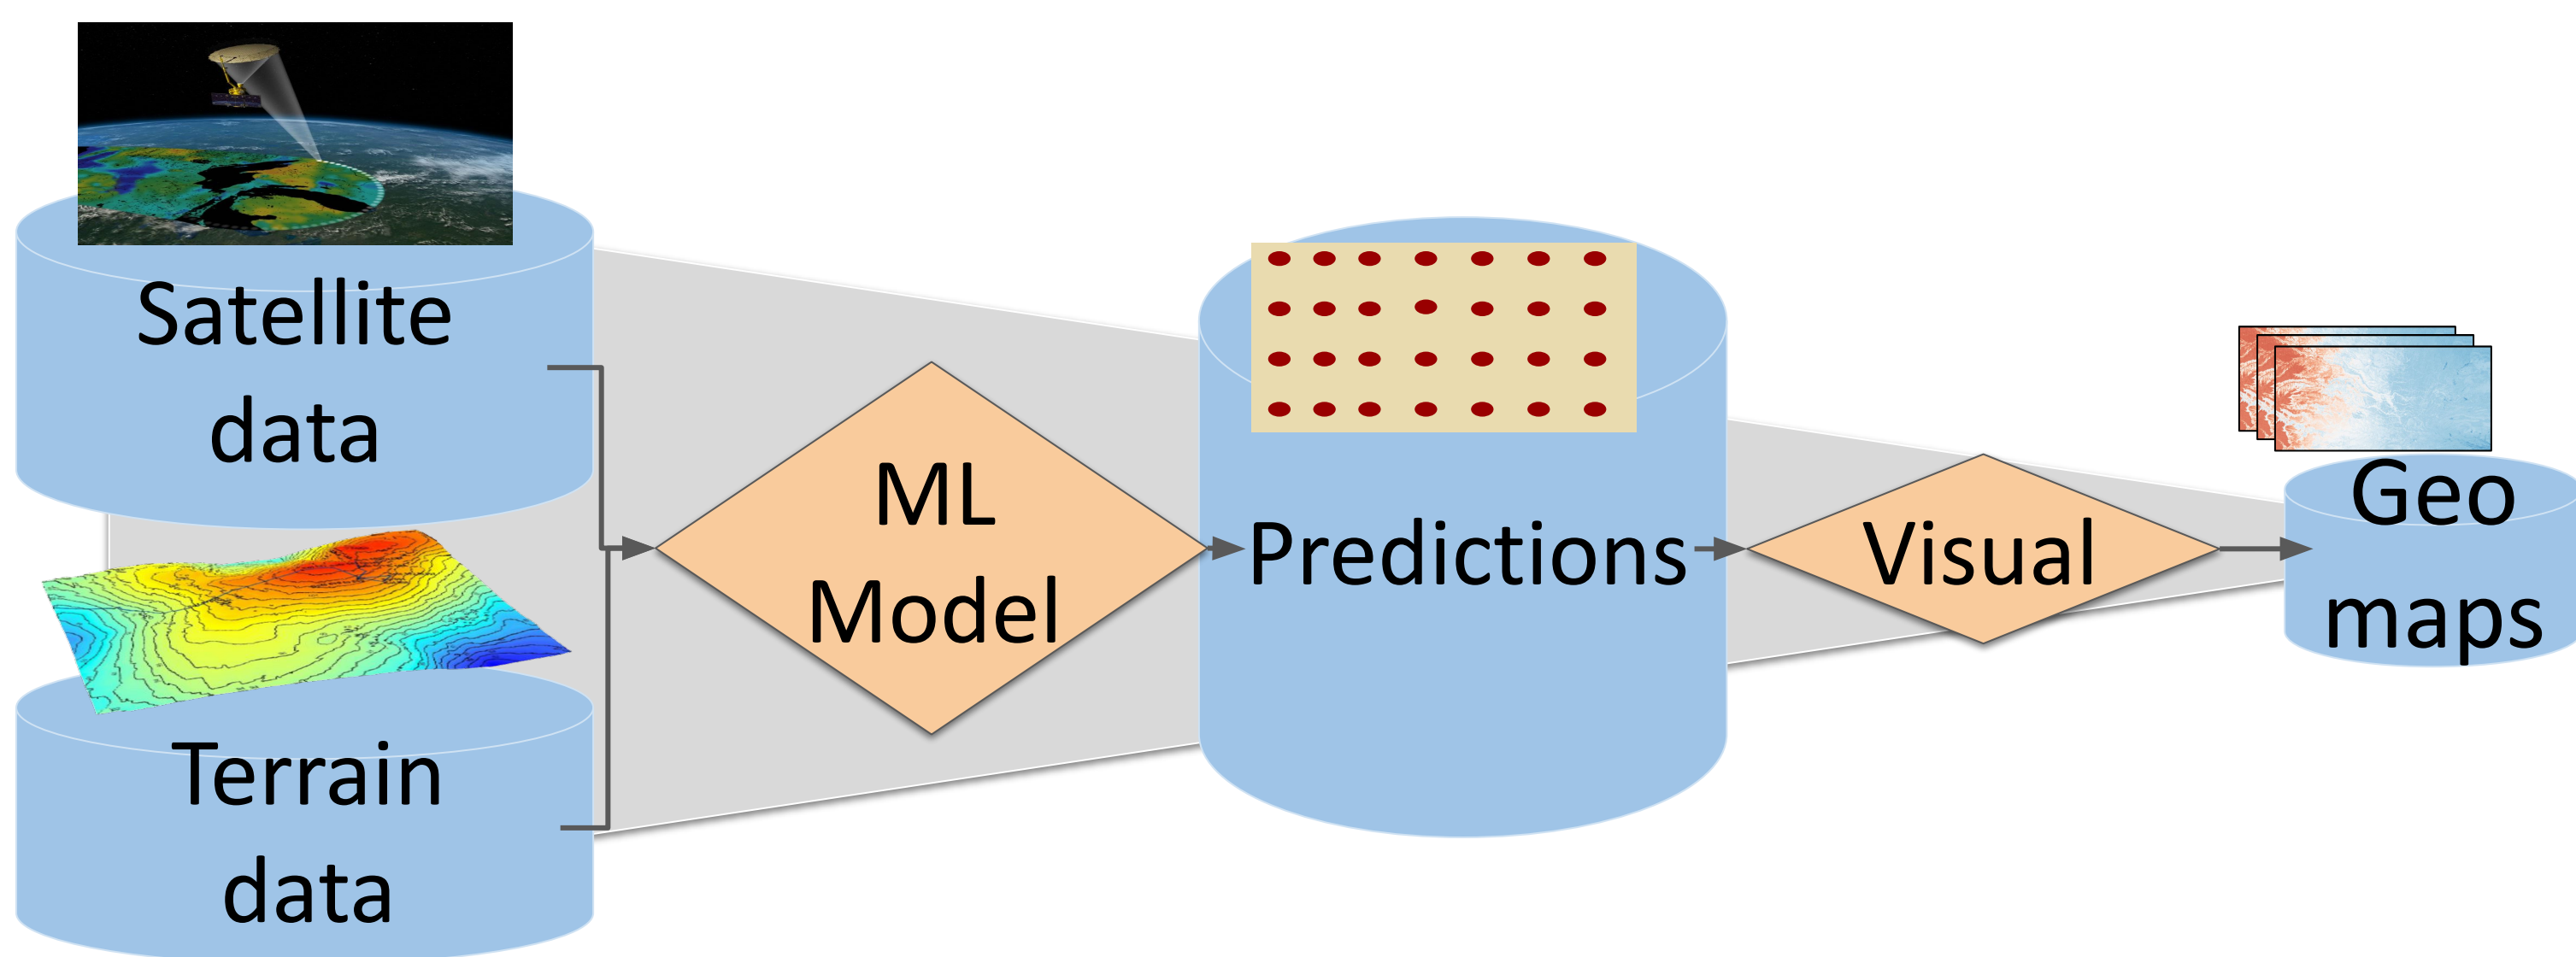 Satellite
data
Terrain
data
ML
Model
Predictions
Visual
Geo
maps